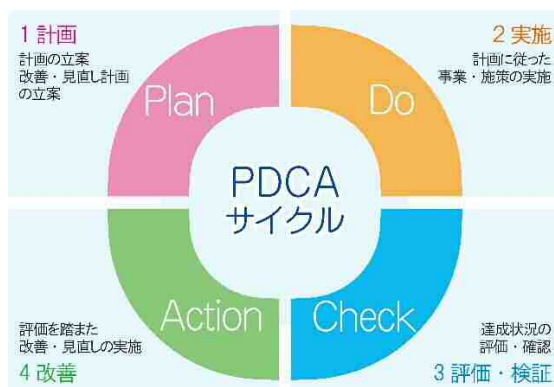 1 計画
計画の立案
改善・見直し計画
の立案
Plan
2 実施
計画に従った
事業・施策の実施
Do
PDCA
サイクル
Action
評価を踏また
改善・見直しの実施
4 改善
Check
達成状況の
評価・確認
3 評価・検証